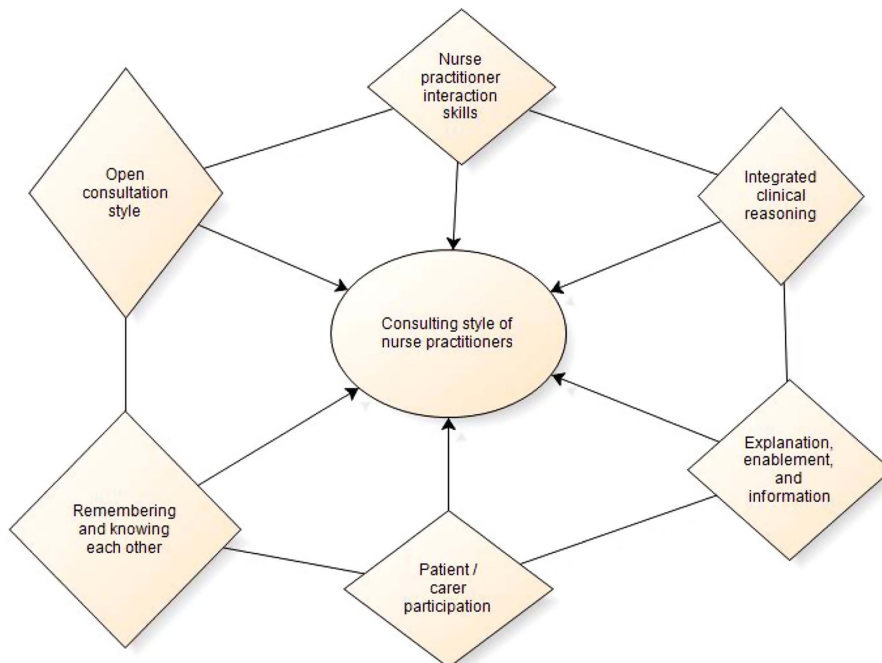 Nurse
practitioner
interaction
skills
Open
consultation
style
Integrated
clinical
reasoning
Consulting style of
nurse practitioners
Explanation,
enablement,
and
information
Remembering
and knowing
each other
Patient /
carer
participation